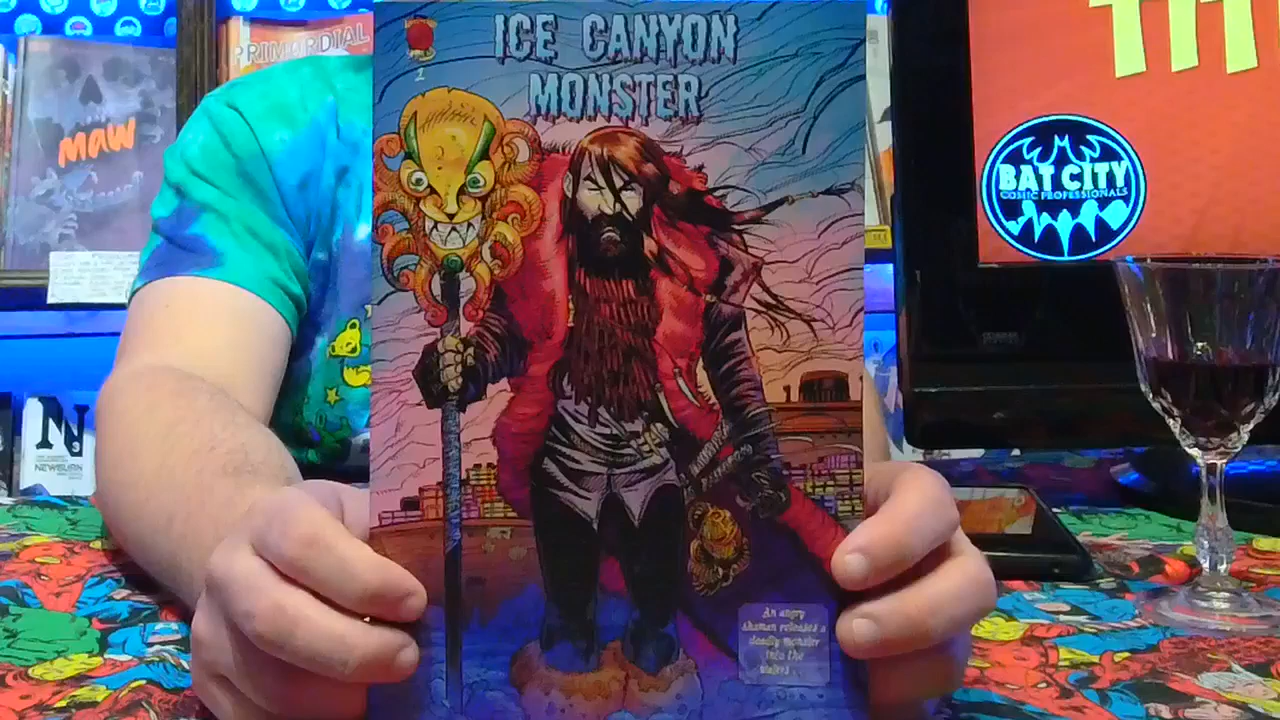 PRIMORDIAL
MAW
ICE CANYON
MONSTER
1
BAT CITY
COMIC PROFESSIONALS
N
NEWBURN
An angry
shaman releases a
deadly monster
into the